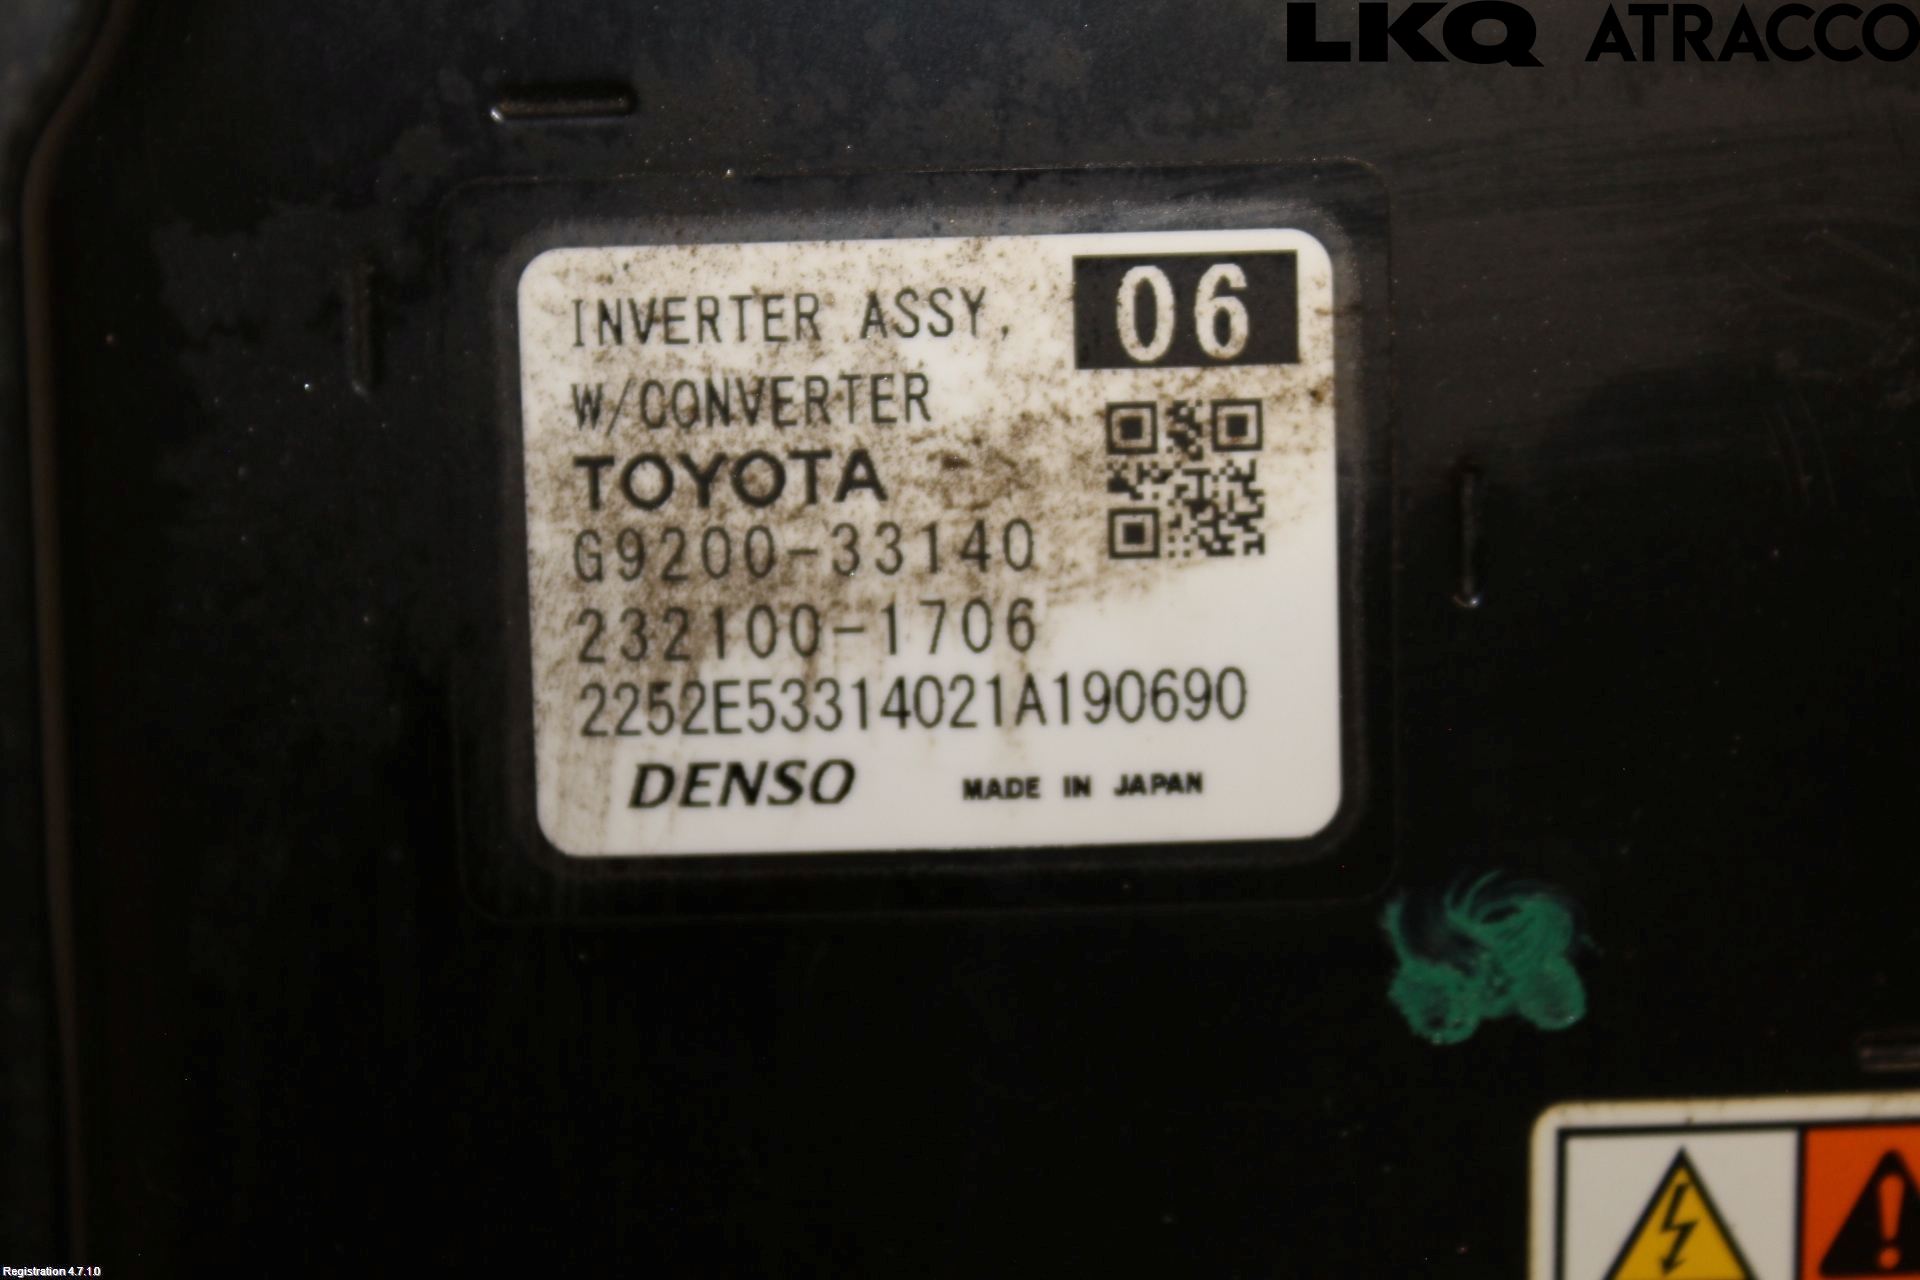 LKQ ATRACCO
INVERTER ASSY,
06
W/CONVERTER
TOYOTA
G9200-33140
232100-1706
2252E53314021A190690
DENSO MADE IN JAPAN
Registration 4.7.1.0